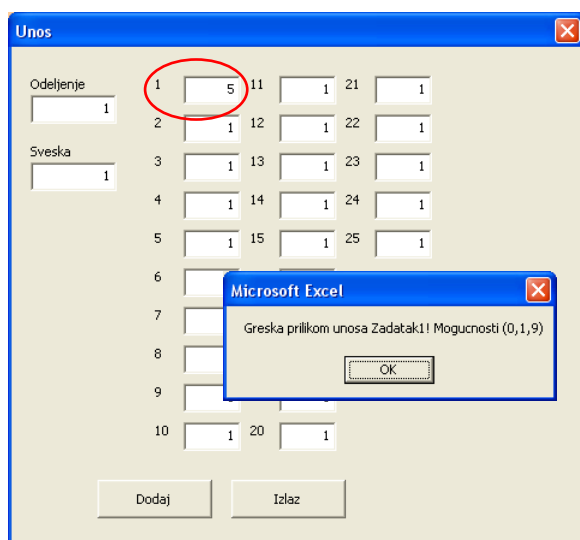 Unos
Odeljenje
1
Sveska
1
1 5 11 1 21 1
2 1 12 1 22 1
3 1 13 1 23 1
4 1 14 1 24 1
5 1 15 1 25 1
6
7
8
9
10 1 20 1
Microsoft Excel
Greska prilikom unosa Zadatak1! Mogucnosti (0,1,9)
OK
Dodaj Izlaz